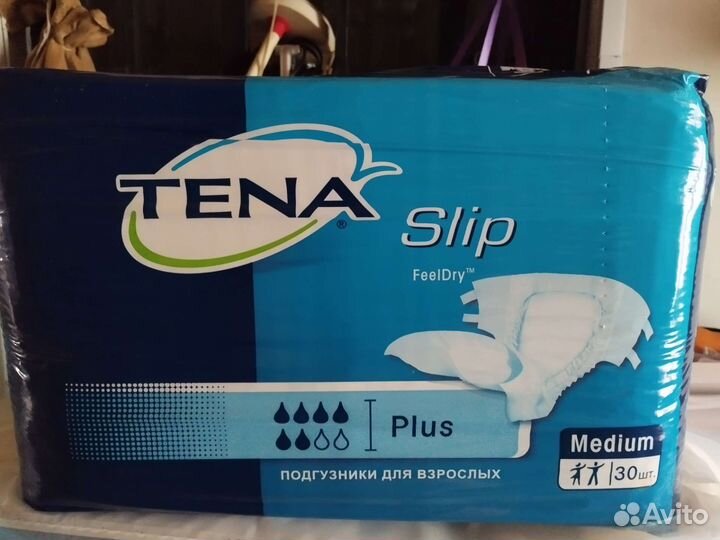 TENA®
Slip
FeelDry™
Plus
ПОДГУЗНИКИ ДЛЯ ВЗРОСЛЫХ
Medium
30шт.
Avito